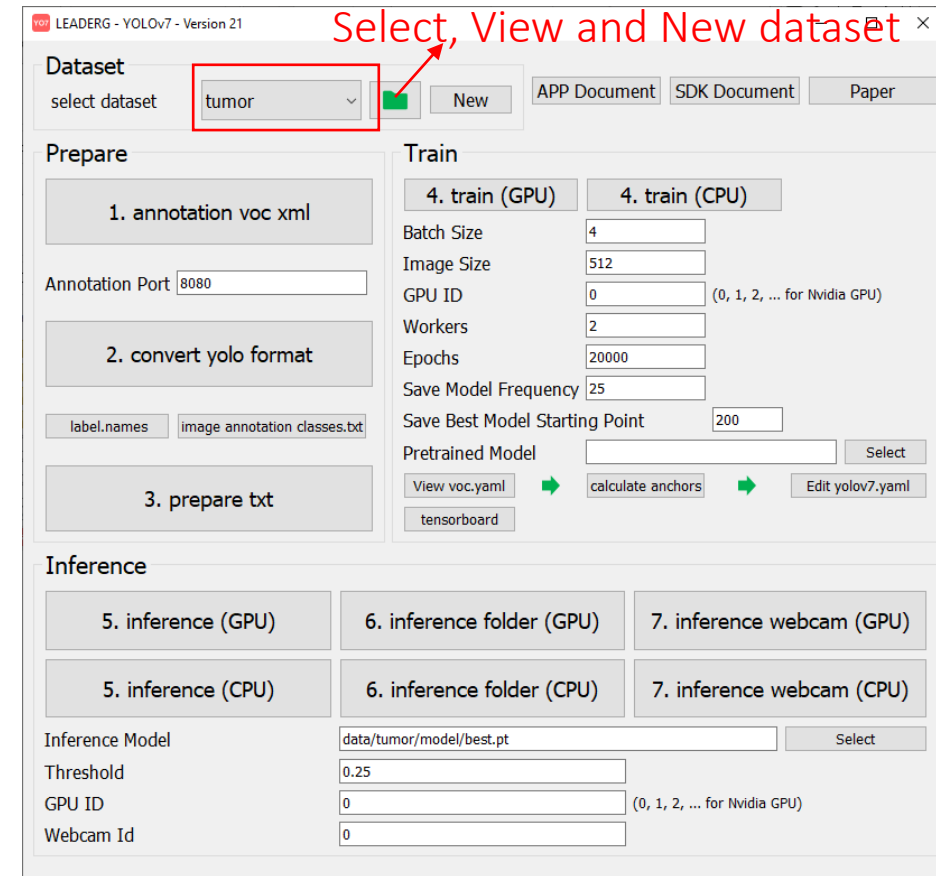 YO7 LEADERG - YOLOv7 - Version 21
Select, View and New dataset
Dataset
select dataset tumor New APP Document SDK Document Paper
Prepare
1. annotation voc xml
Annotation Port 8080
2. convert yolo format
label.names image annotation classes.txt
3. prepare txt
Train
4. train (GPU) 4. train (CPU)
Batch Size 4
Image Size 512
GPU ID 0 (0, 1, 2, ... for Nvidia GPU)
Workers 2
Epochs 20000
Save Model Frequency 25
Save Best Model Starting Point 200
Pretrained Model Select
View voc.yaml calculate anchors Edit yolov7.yaml
tensorboard
Inference
5. inference (GPU) 6. inference folder (GPU) 7. inference webcam (GPU)
5. inference (CPU) 6. inference folder (CPU) 7. inference webcam (CPU)
Inference Model data/tumor/model/best.pt Select
Threshold 0.25
GPU ID 0 (0, 1, 2, ... for Nvidia GPU)
Webcam Id 0